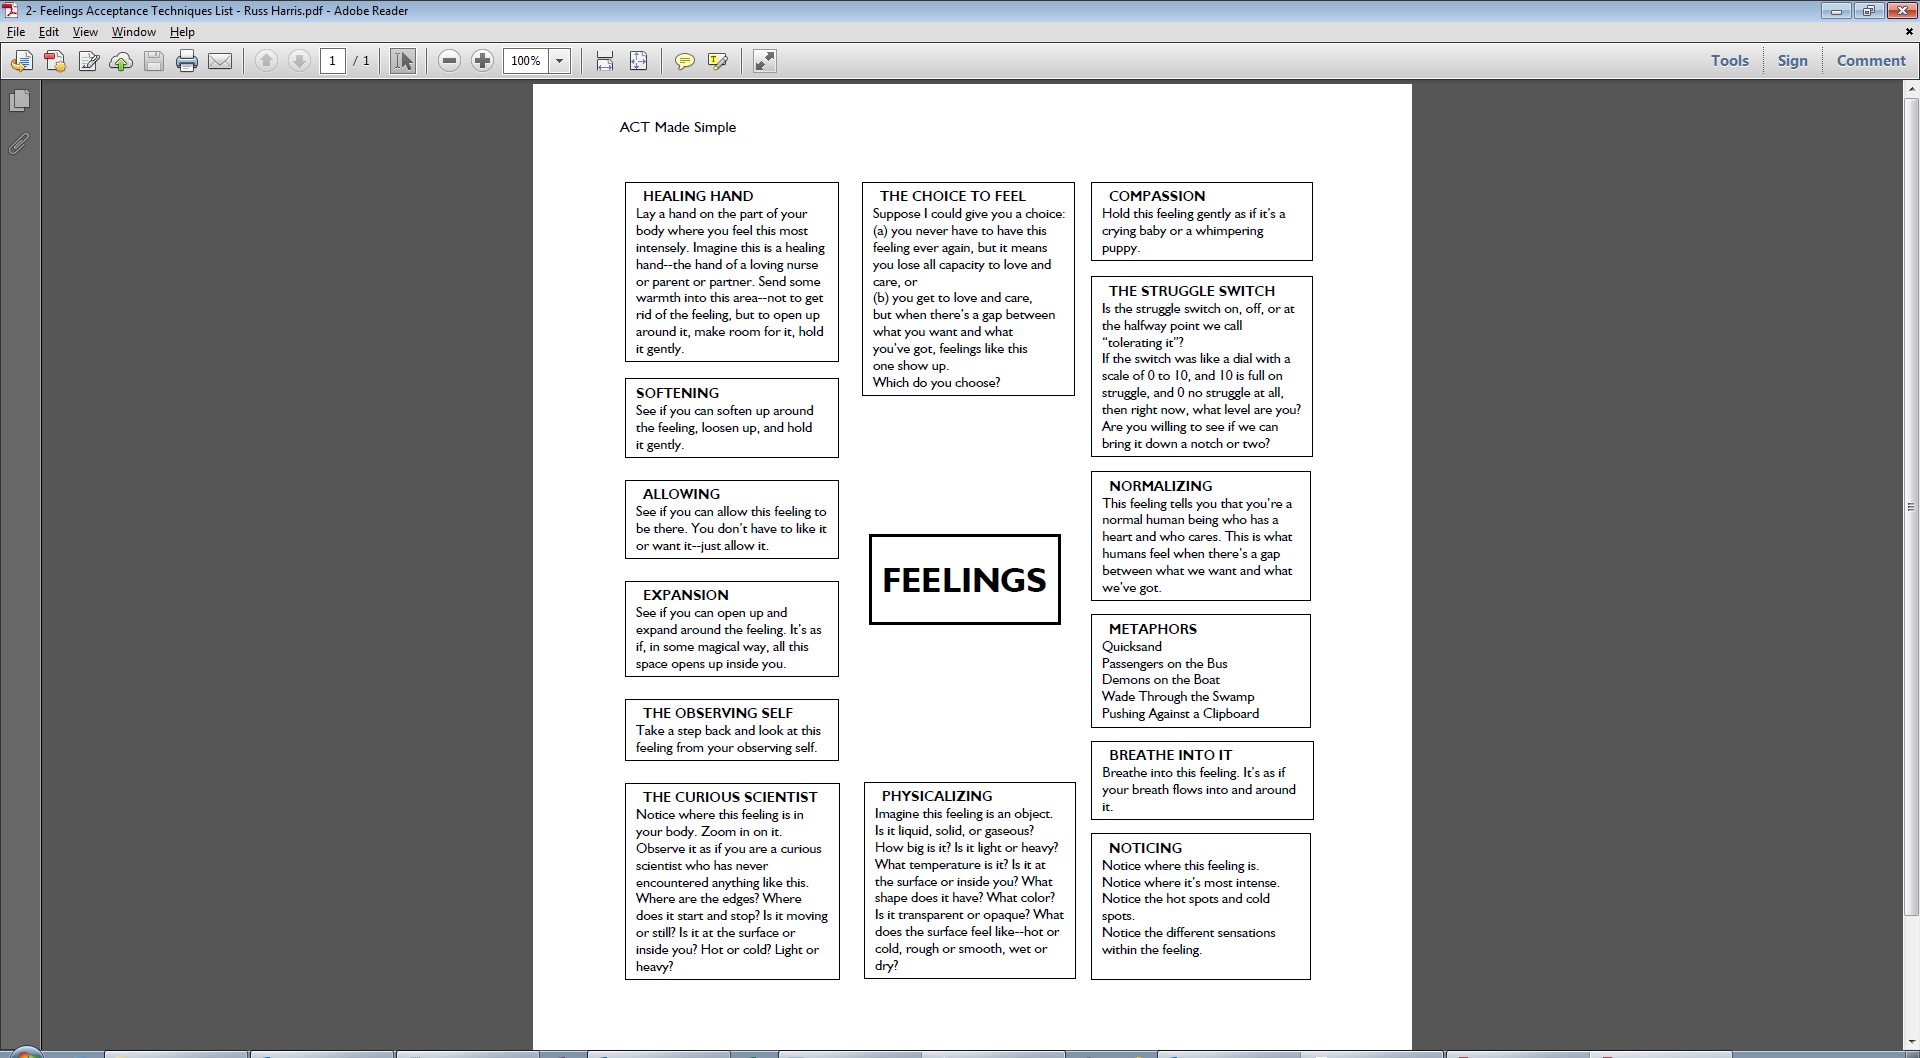 2- Feelings Acceptance Techniques List - Russ Harris.pdf - Adobe Reader
File Edit View Window Help
1 / 1
100%
Tools Sign Comment
ACT Made Simple
HEALING HAND
Lay a hand on the part of your
body where you feel this most
intensely. Imagine this is a healing
hand--the hand of a loving nurse
or parent or partner. Send some
warmth into this area--not to get
rid of the feeling, but to open up
around it, make room for it, hold
it gently.
SOFTENING
See if you can soften up around
the feeling, loosen up, and hold
it gently.
ALLOWING
See if you can allow this feeling to
be there. You don't have to like it
or want it--just allow it.
EXPANSION
See if you can open up and
expand around the feeling. It's as
if, in some magical way, all this
space opens up inside you.
THE OBSERVING SELF
Take a step back and look at this
feeling from your observing self.
THE CURIOUS SCIENTIST
Notice where this feeling is in
your body. Zoom in on it.
Observe it as if you are a curious
scientist who has never
encountered anything like this.
Where are the edges? Where
does it start and stop? Is it moving
or still? Is it at the surface or
inside you? Hot or cold? Light or
heavy?
THE CHOICE TO FEEL
Suppose I could give you a choice:
(a) you never have to have this
feeling ever again, but it means
you lose all capacity to love and
care, or
(b) you get to love and care,
but when there's a gap between
what you want and what
you've got, feelings like this
one show up.
Which do you choose?
FEELINGS
PHYSICALIZING
Imagine this feeling is an object.
Is it liquid, solid, or gaseous?
How big is it? Is it light or heavy?
What temperature is it? Is it at
the surface or inside you? What
shape does it have? What color?
Is it transparent or opaque? What
does the surface feel like--hot or
cold, rough or smooth, wet or
dry?
COMPASSION
Hold this feeling gently as if it's a
crying baby or a whimpering
puppy.
THE STRUGGLE SWITCH
Is the struggle switch on, off, or at
the halfway point we call
“tolerating it”?
If the switch was like a dial with a
scale of 0 to 10, and 10 is full on
struggle, and 0 no struggle at all,
then right now, what level are you?
Are you willing to see if we can
bring it down a notch or two?
NORMALIZING
This feeling tells you that you're a
normal human being who has a
heart and who cares. This is what
humans feel when there's a gap
between what we want and what
we've got.
METAPHORS
Quicksand
Passengers on the Bus
Demons on the Boat
Wade Through the Swamp
Pushing Against a Clipboard
BREATHE INTO IT
Breathe into this feeling. It's as if
your breath flows into and around
it.
NOTICING
Notice where this feeling is.
Notice where it's most intense.
Notice the hot spots and cold
spots.
Notice the different sensations
within the feeling.